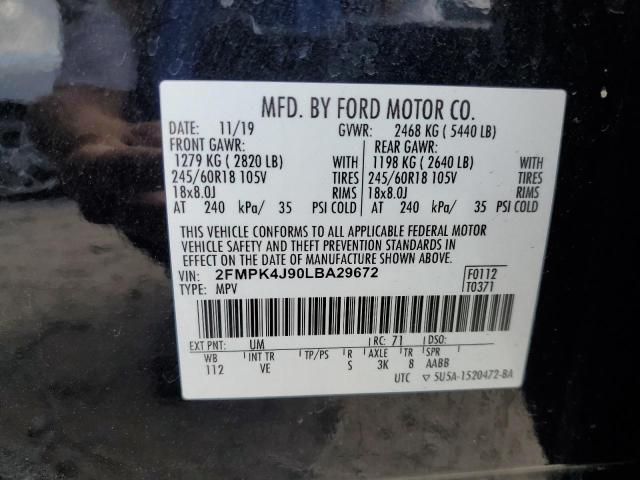 MFD. BY FORD MOTOR CO.
DATE: 11/19 GVWR: 2468 KG ( 5440 LB)
FRONT GAWR: REAR GAWR:
1279 KG ( 2820 LB) WITH 1198 KG ( 2640 LB) WITH
245/60R18 105V TIRES 245/60R18 105V TIRES
18x8.0J RIMS 18x8.0J RIMS
AT 240 kPa/ 35 PSI COLD AT 240 kPa/ 35 PSI COLD
THIS VEHICLE CONFORMS TO ALL APPLICABLE FEDERAL MOTOR
VEHICLE SAFETY AND THEFT PREVENTION STANDARDS IN
EFFECT ON THE DATE OF MANUFACTURE SHOWN ABOVE.
VIN: 2FMPK4J90LBA29672 F0112
TYPE: MPV T0371
EXT PNT: UM RC: 71 DSO:
WB INT TR TP/PS R AXLE TR SPR
112 VE S 3K 8 AABB
UTC ▽ 5U5A-1520472-BA